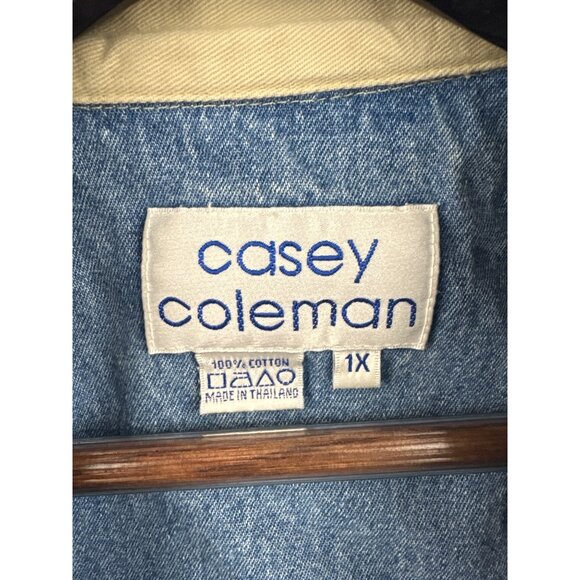 casey
coleman
100% COTTON
1X
MADE IN THAILAND